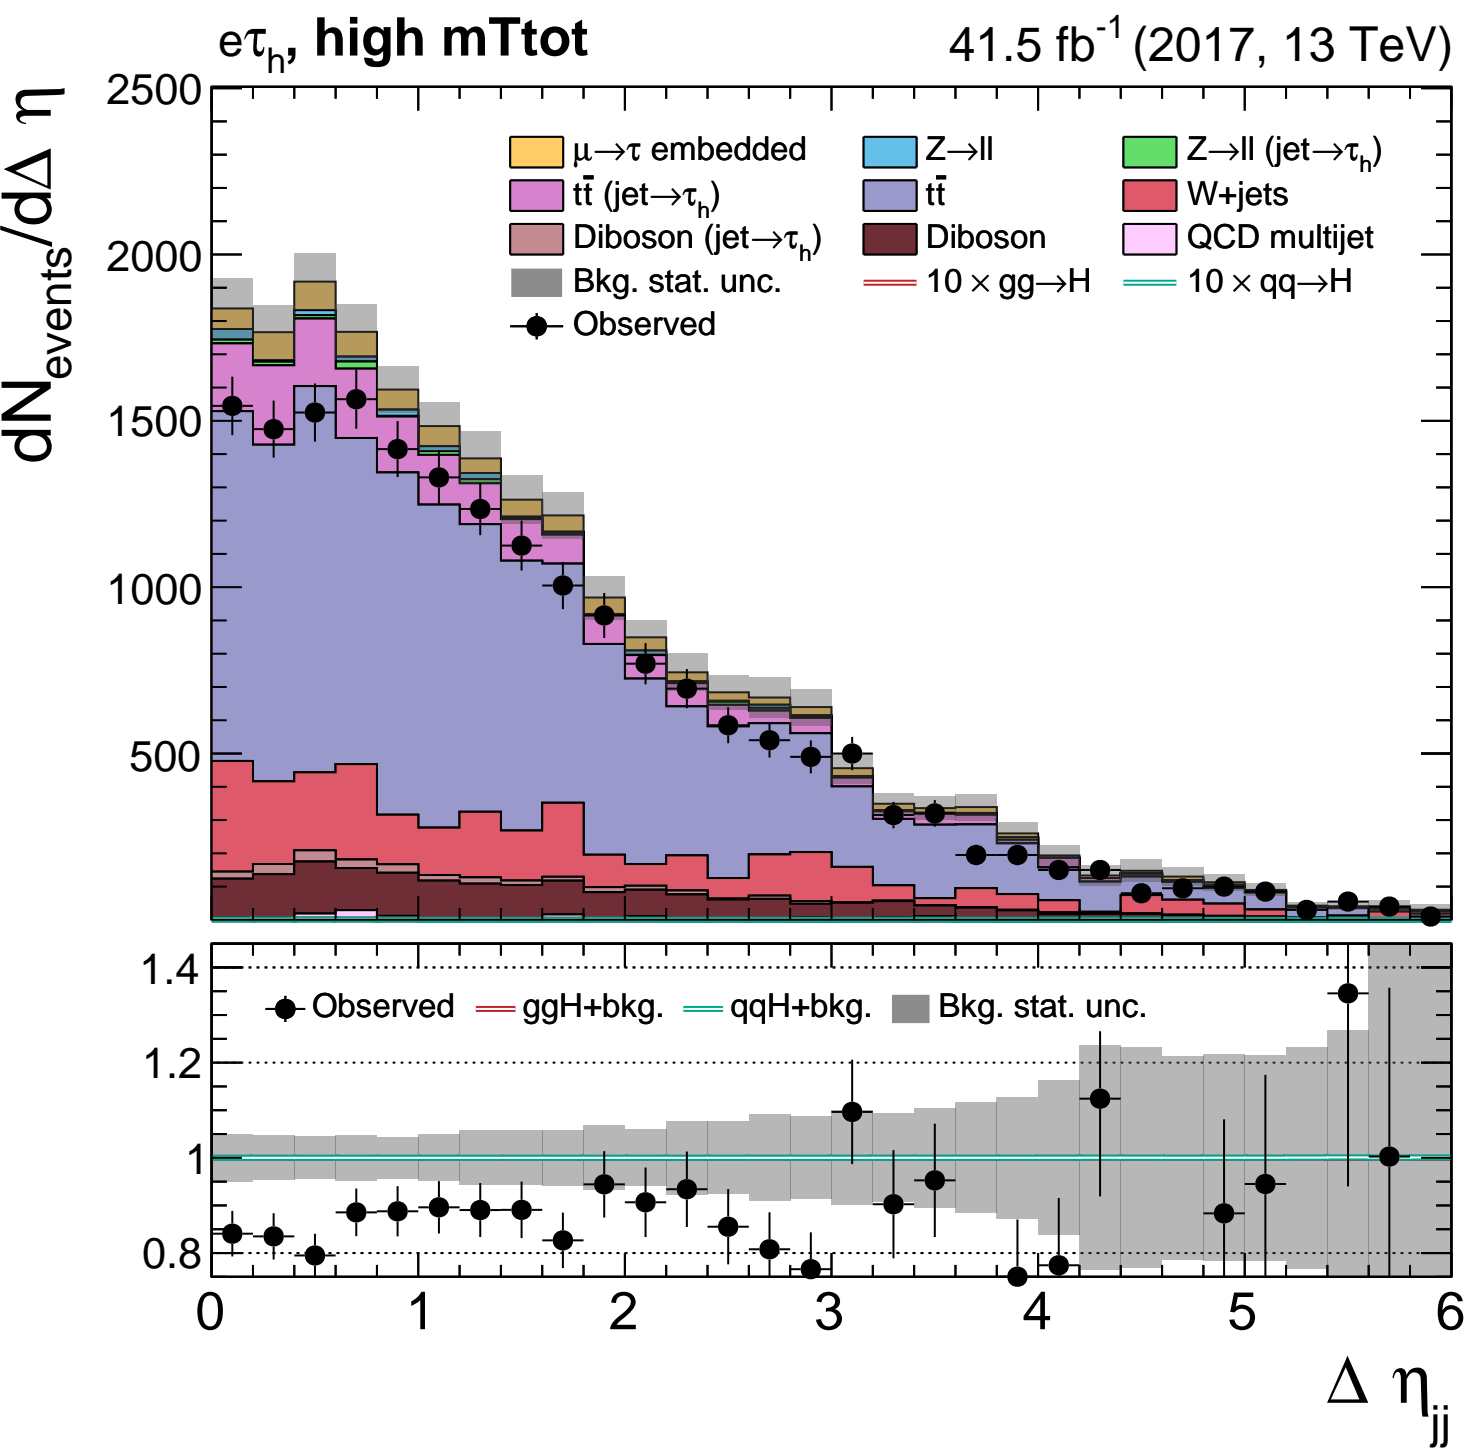 eτh, high mTtot 41.5 fb-1 (2017, 13 TeV)
dNevents/dΔ η
2500
2000
1500
1000
500
μ→τ embedded Z→ll Z→ll (jet→τh)
tt̄ (jet→τh) tt̄ W+jets
Diboson (jet→τh) Diboson QCD multijet
Bkg. stat. unc. 10 × gg→H 10 × qq→H
Observed
1.4
1.2
1
0.8
Observed ggH+bkg. qqH+bkg. Bkg. stat. unc.
0 1 2 3 4 5 6
Δ ηjj